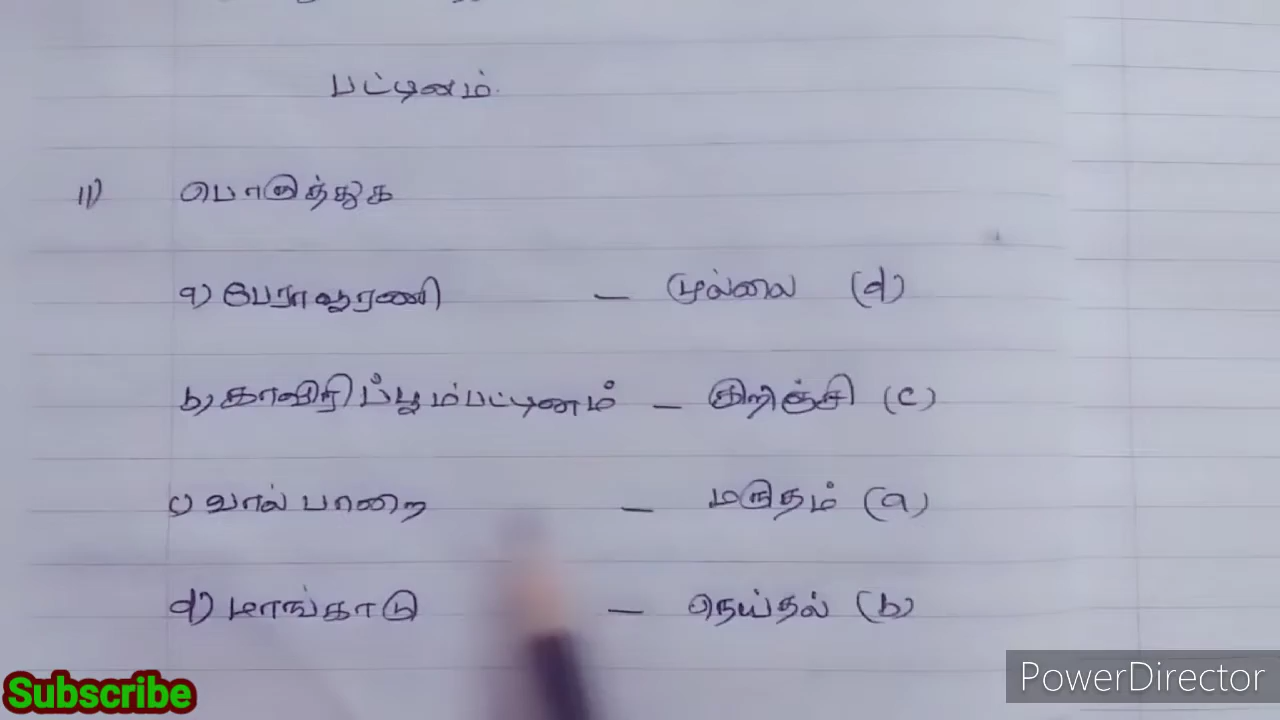 பட்டினம்.
11) பொருத்துக
a) பேராவூரணி – முல்லை (d)
b) காவிரிப்பூம்பட்டினம் – குறிஞ்சி (c)
c) வால்பாறை – மருதம் (a)
d) மாங்காடு – நெய்தல் (b)
Subscribe
PowerDirector